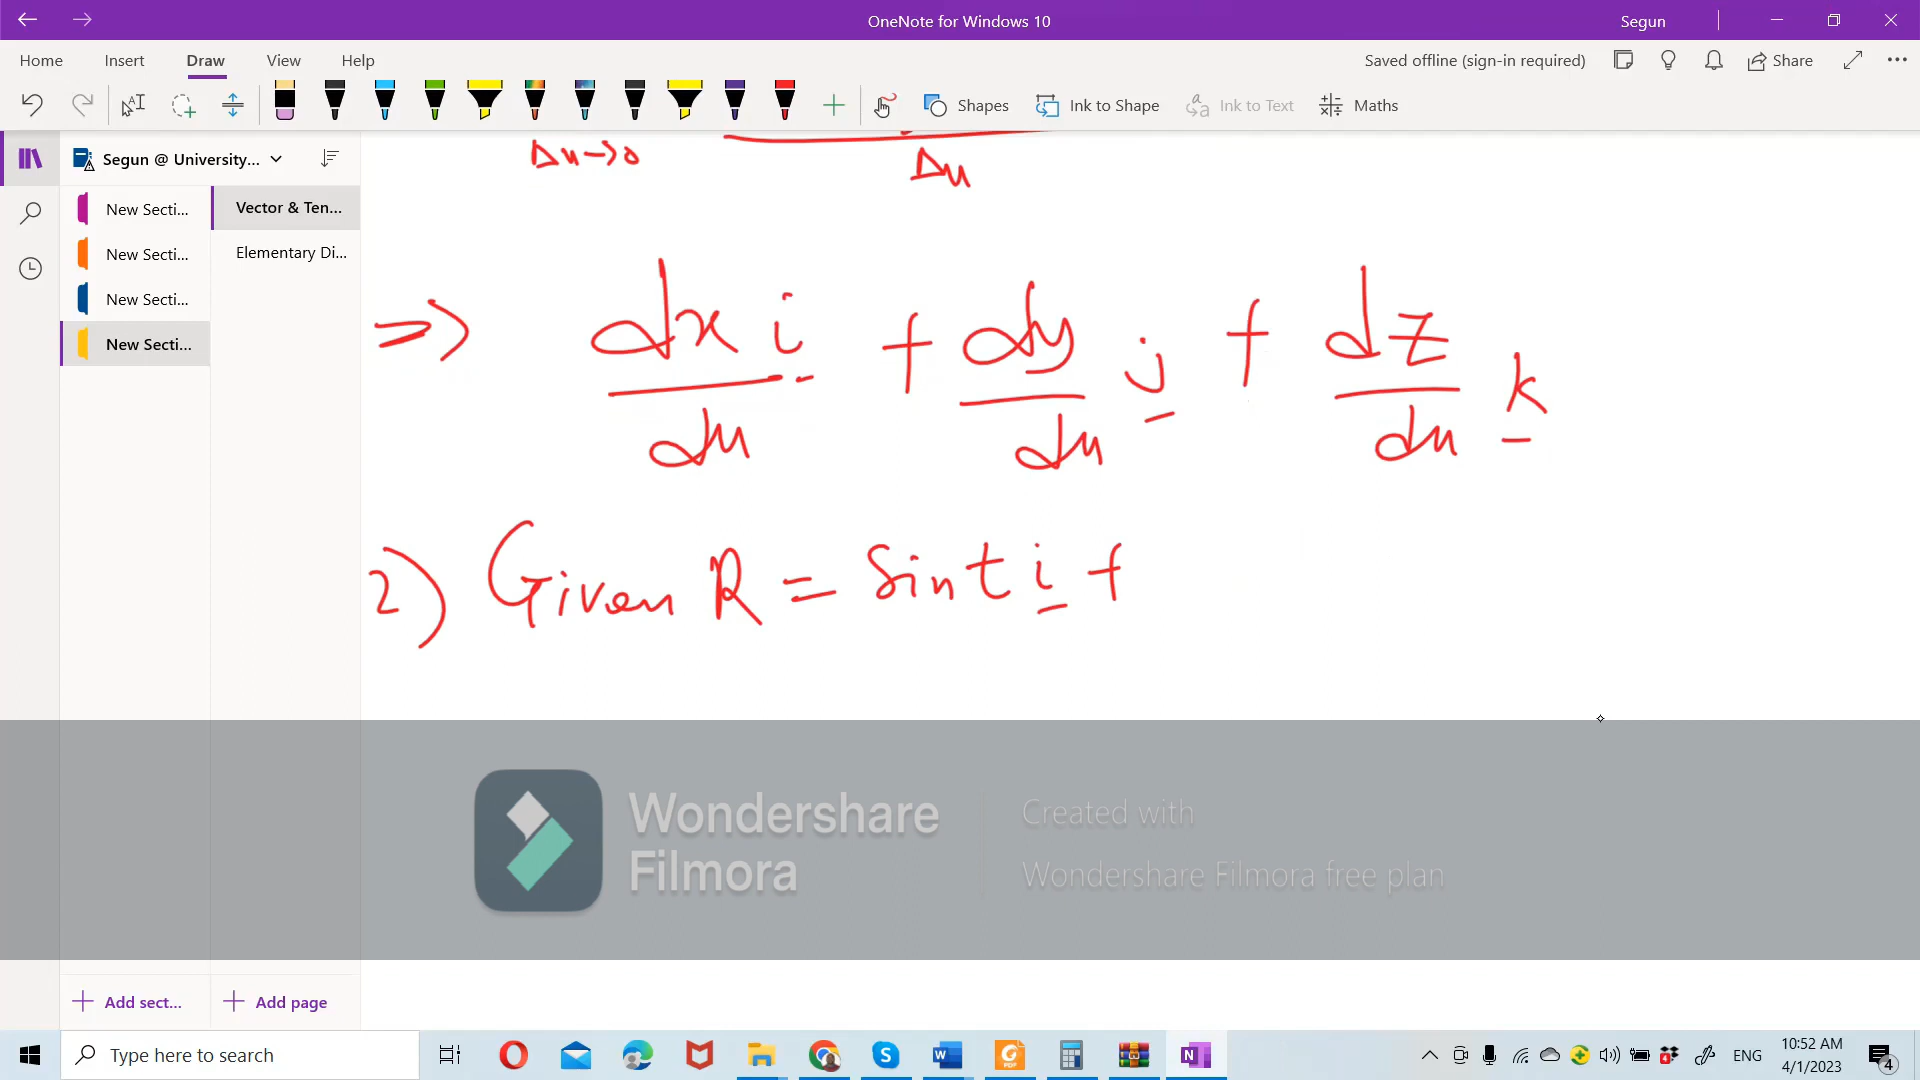 OneNote for Windows 10
Segun
Home Insert Draw View Help
Saved offline (sign-in required)
Share
Shapes
Ink to Shape
Ink to Text
Maths
Segun @ University...
New Secti...
New Secti...
New Secti...
New Secti...
Vector & Ten...
Elementary Di...
Δu→0
Δu
=> dx i + dy j + dz k
du du du
2) Given R = Sin t i +
Wondershare
Filmora
Created with
Wondershare Filmora free plan
Add sect...
Add page
Type here to search
ENG
10:52 AM
4/1/2023
4